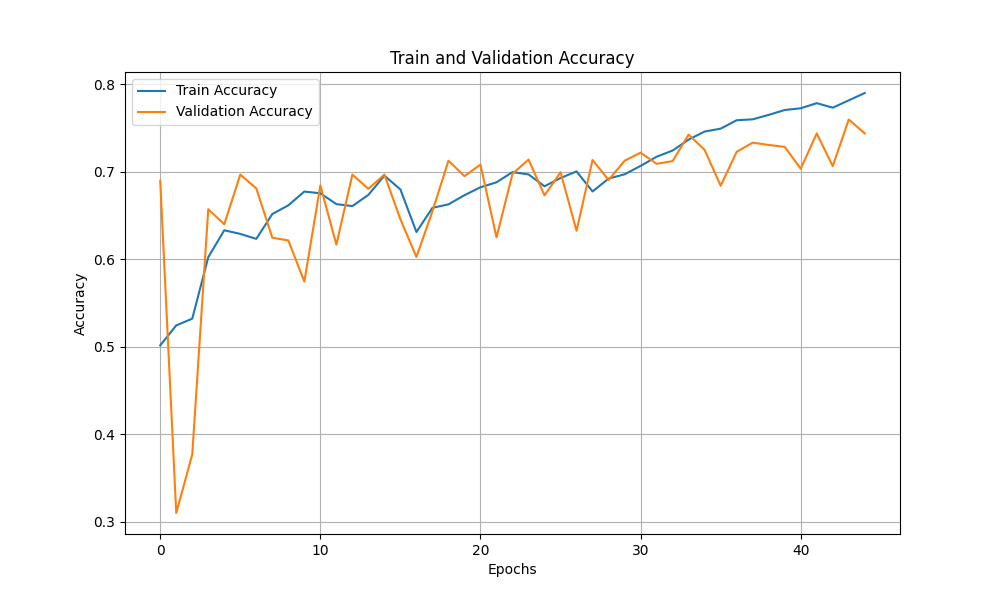 Train and Validation Accuracy
Train Accuracy
Validation Accuracy
0.8
0.7
0.6
0.5
0.4
0.3
Accuracy
0 10 20 30 40
Epochs